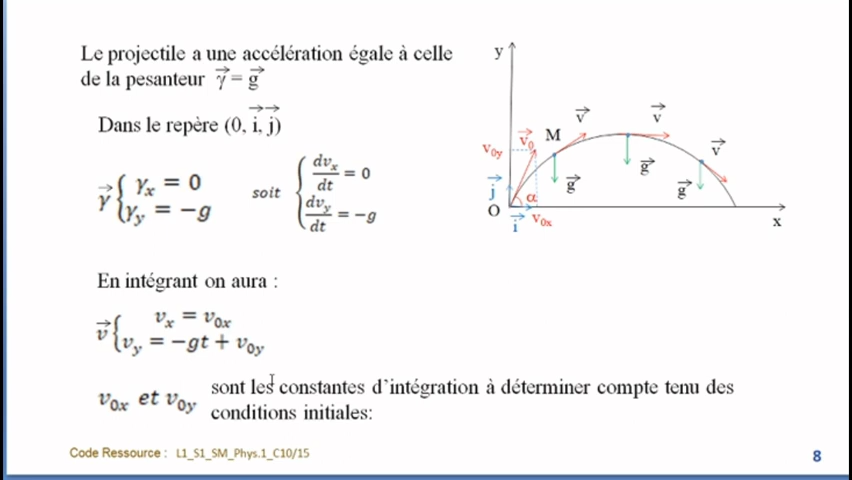 Le projectile a une accélération égale à celle
de la pesanteur γ⃗ = g⃗
Dans le repère (0, i⃗, j⃗)
γ⃗ { γx = 0
γy = −g
soit
{ dvx/dt = 0
dvy/dt = −g
En intégrant on aura :
v⃗ { vx = v0x
vy = −gt + v0y
v0x et v0y sont les constantes d’intégration à déterminer compte tenu des
conditions initiales:
y
v⃗
v⃗
v⃗0
M
v0y
v⃗
g⃗
g⃗
g⃗
j⃗
α
O
i⃗
v0x
x
Code Ressource : L1_S1_SM_Phys.1_C10/15
8